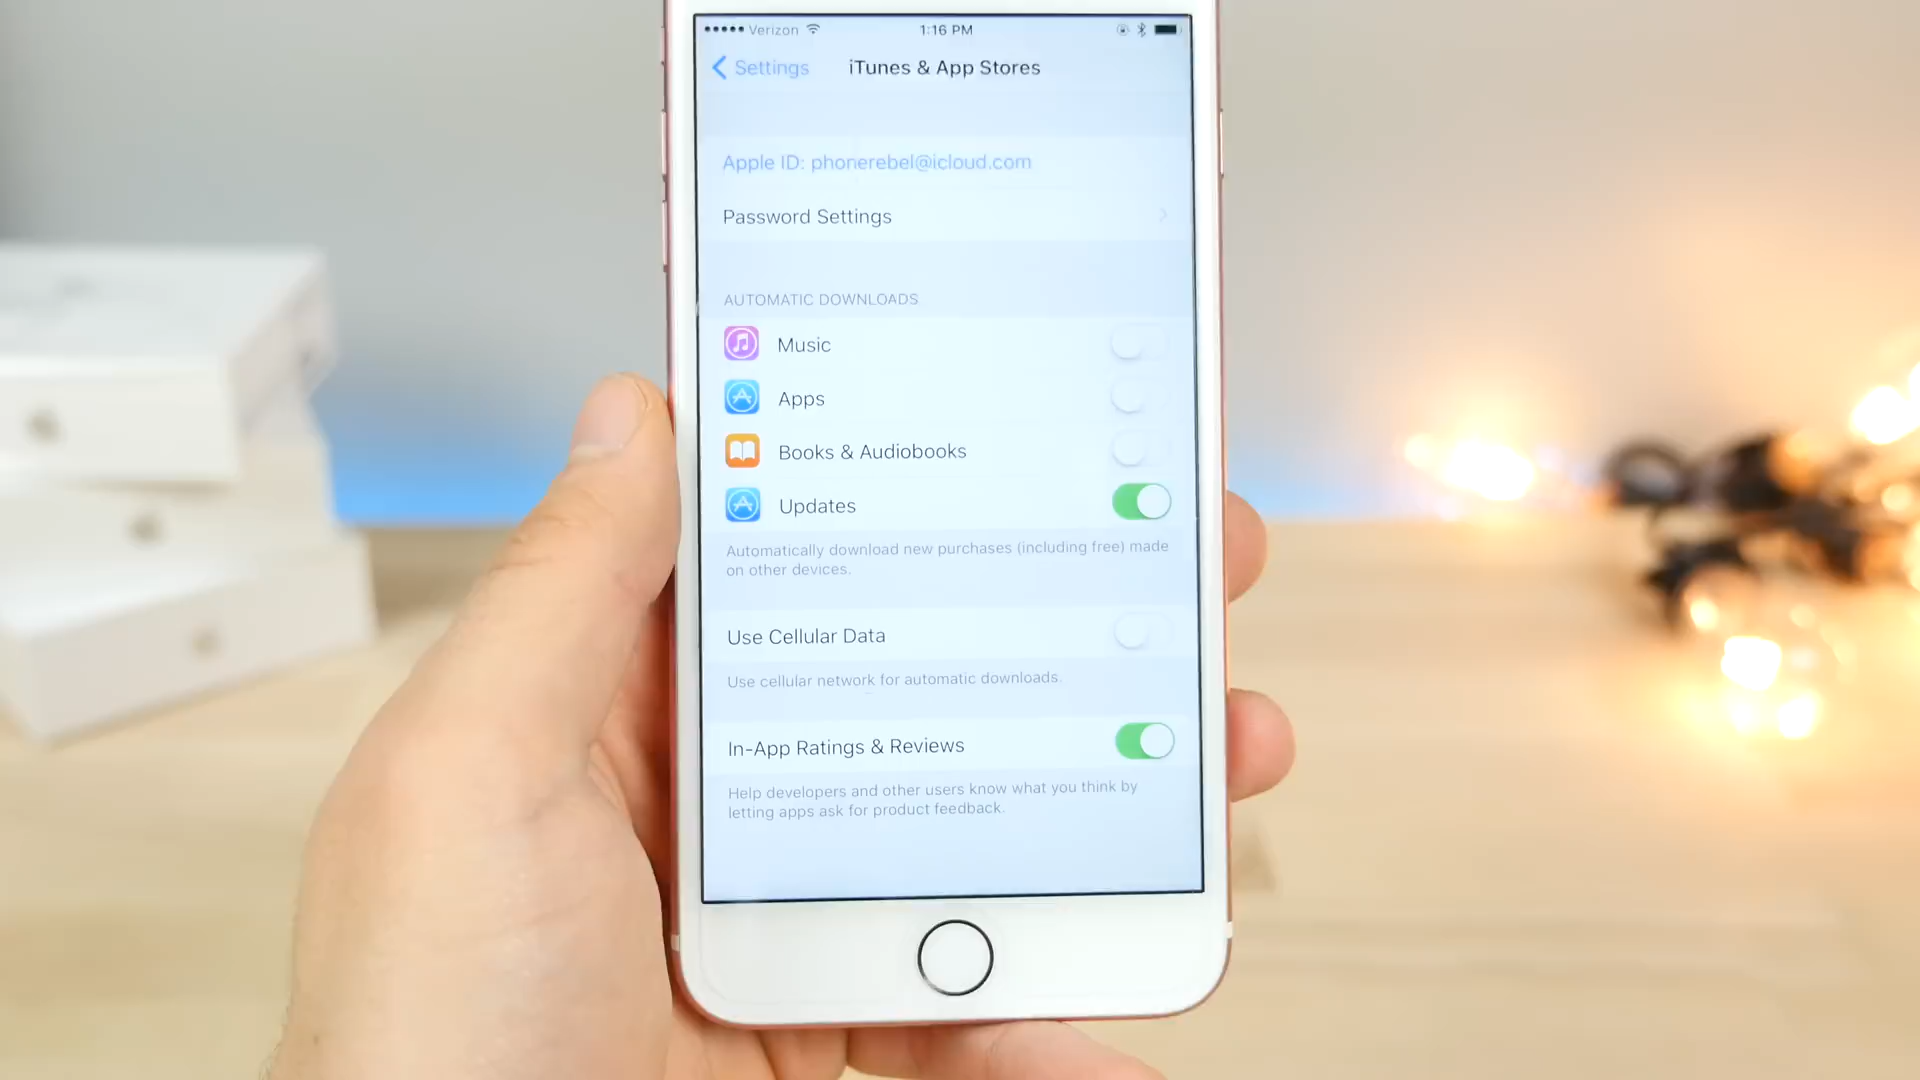 Verizon 1:16 PM
Settings iTunes & App Stores
Apple ID: phonerebel@icloud.com
Password Settings
AUTOMATIC DOWNLOADS
Music
Apps
Books & Audiobooks
Updates
Automatically download new purchases (including free) made
on other devices.
Use Cellular Data
Use cellular network for automatic downloads.
In-App Ratings & Reviews
Help developers and other users know what you think by
letting apps ask for product feedback.